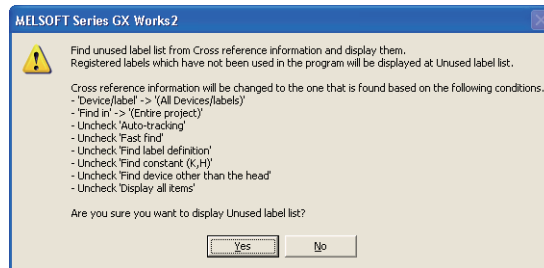 MELSOFT Series GX Works2
Find unused label list from Cross reference information and display them.
Registered labels which have not been used in the program will be displayed at Unused label list.
Cross reference information will be changed to the one that is found based on the following conditions.
- 'Device/label' -> '(All Devices/labels)'
- 'Find in' -> '(Entire project)'
- Uncheck 'Auto-tracking'
- Uncheck 'Fast find'
- Uncheck 'Find label definition'
- Uncheck 'Find constant (K,H)'
- Uncheck 'Find device other than the head'
- Uncheck 'Display all items'
Are you sure you want to display Unused label list?
Yes No